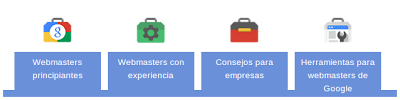 Webmasters
principiantes
Webmasters con
experiencia
Consejos para
empresas
Herramientas para
webmasters de
Google